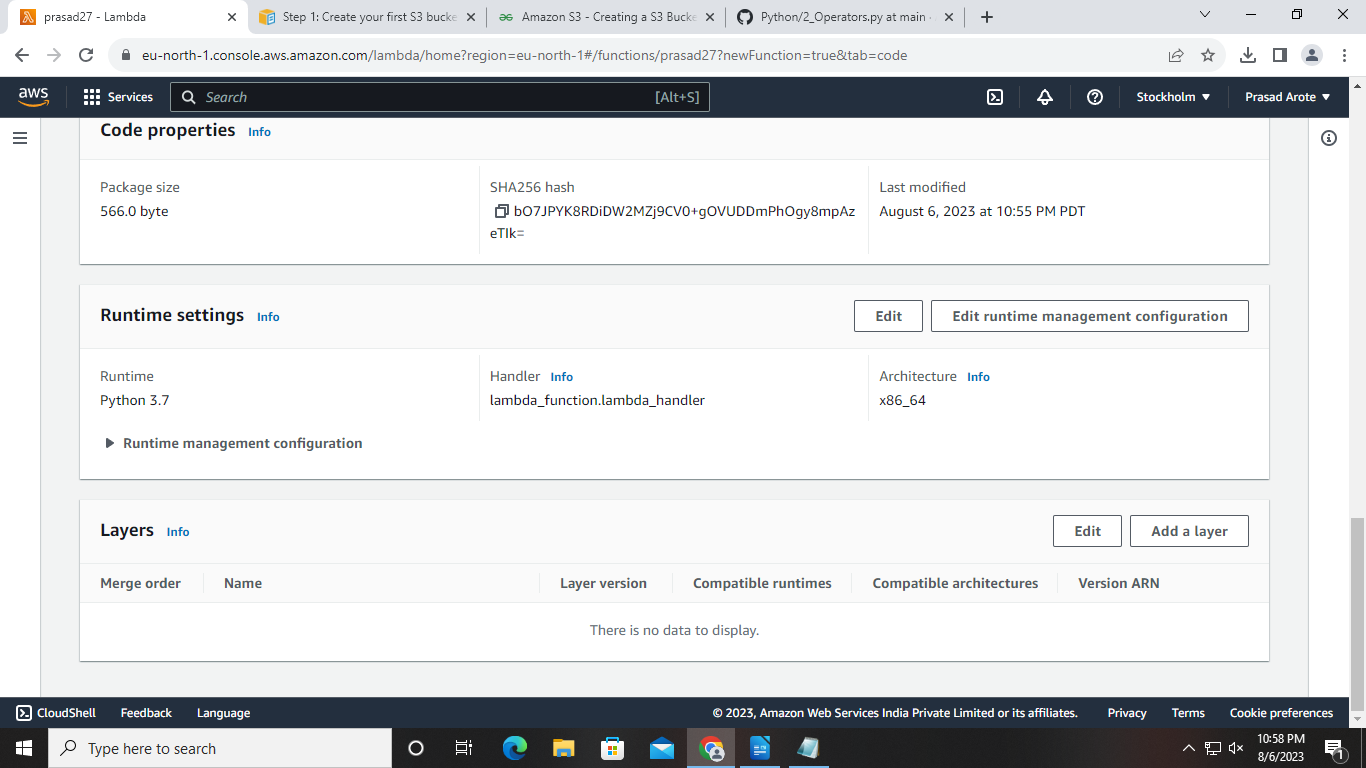 prasad27 - Lambda
Step 1: Create your first S3 bucke
Amazon S3 - Creating a S3 Bucke
Python/2_Operators.py at main
eu-north-1.console.aws.amazon.com/lambda/home?region=eu-north-1#/functions/prasad27?newFunction=true&tab=code
aws
Services
Search
[Alt+S]
Stockholm
Prasad Arote
Code properties Info
Package size
566.0 byte
SHA256 hash
bO7JPYK8RDiDW2MZj9CV0+gOVUDDmPhOgy8mpAz
eTIk=
Last modified
August 6, 2023 at 10:55 PM PDT
Runtime settings Info
Edit
Edit runtime management configuration
Runtime
Python 3.7
Handler Info
lambda_function.lambda_handler
Architecture Info
x86_64
Runtime management configuration
Layers Info
Edit
Add a layer
Merge order
Name
Layer version
Compatible runtimes
Compatible architectures
Version ARN
There is no data to display.
CloudShell
Feedback
Language
© 2023, Amazon Web Services India Private Limited or its affiliates.
Privacy
Terms
Cookie preferences
Type here to search
10:58 PM
8/6/2023
1